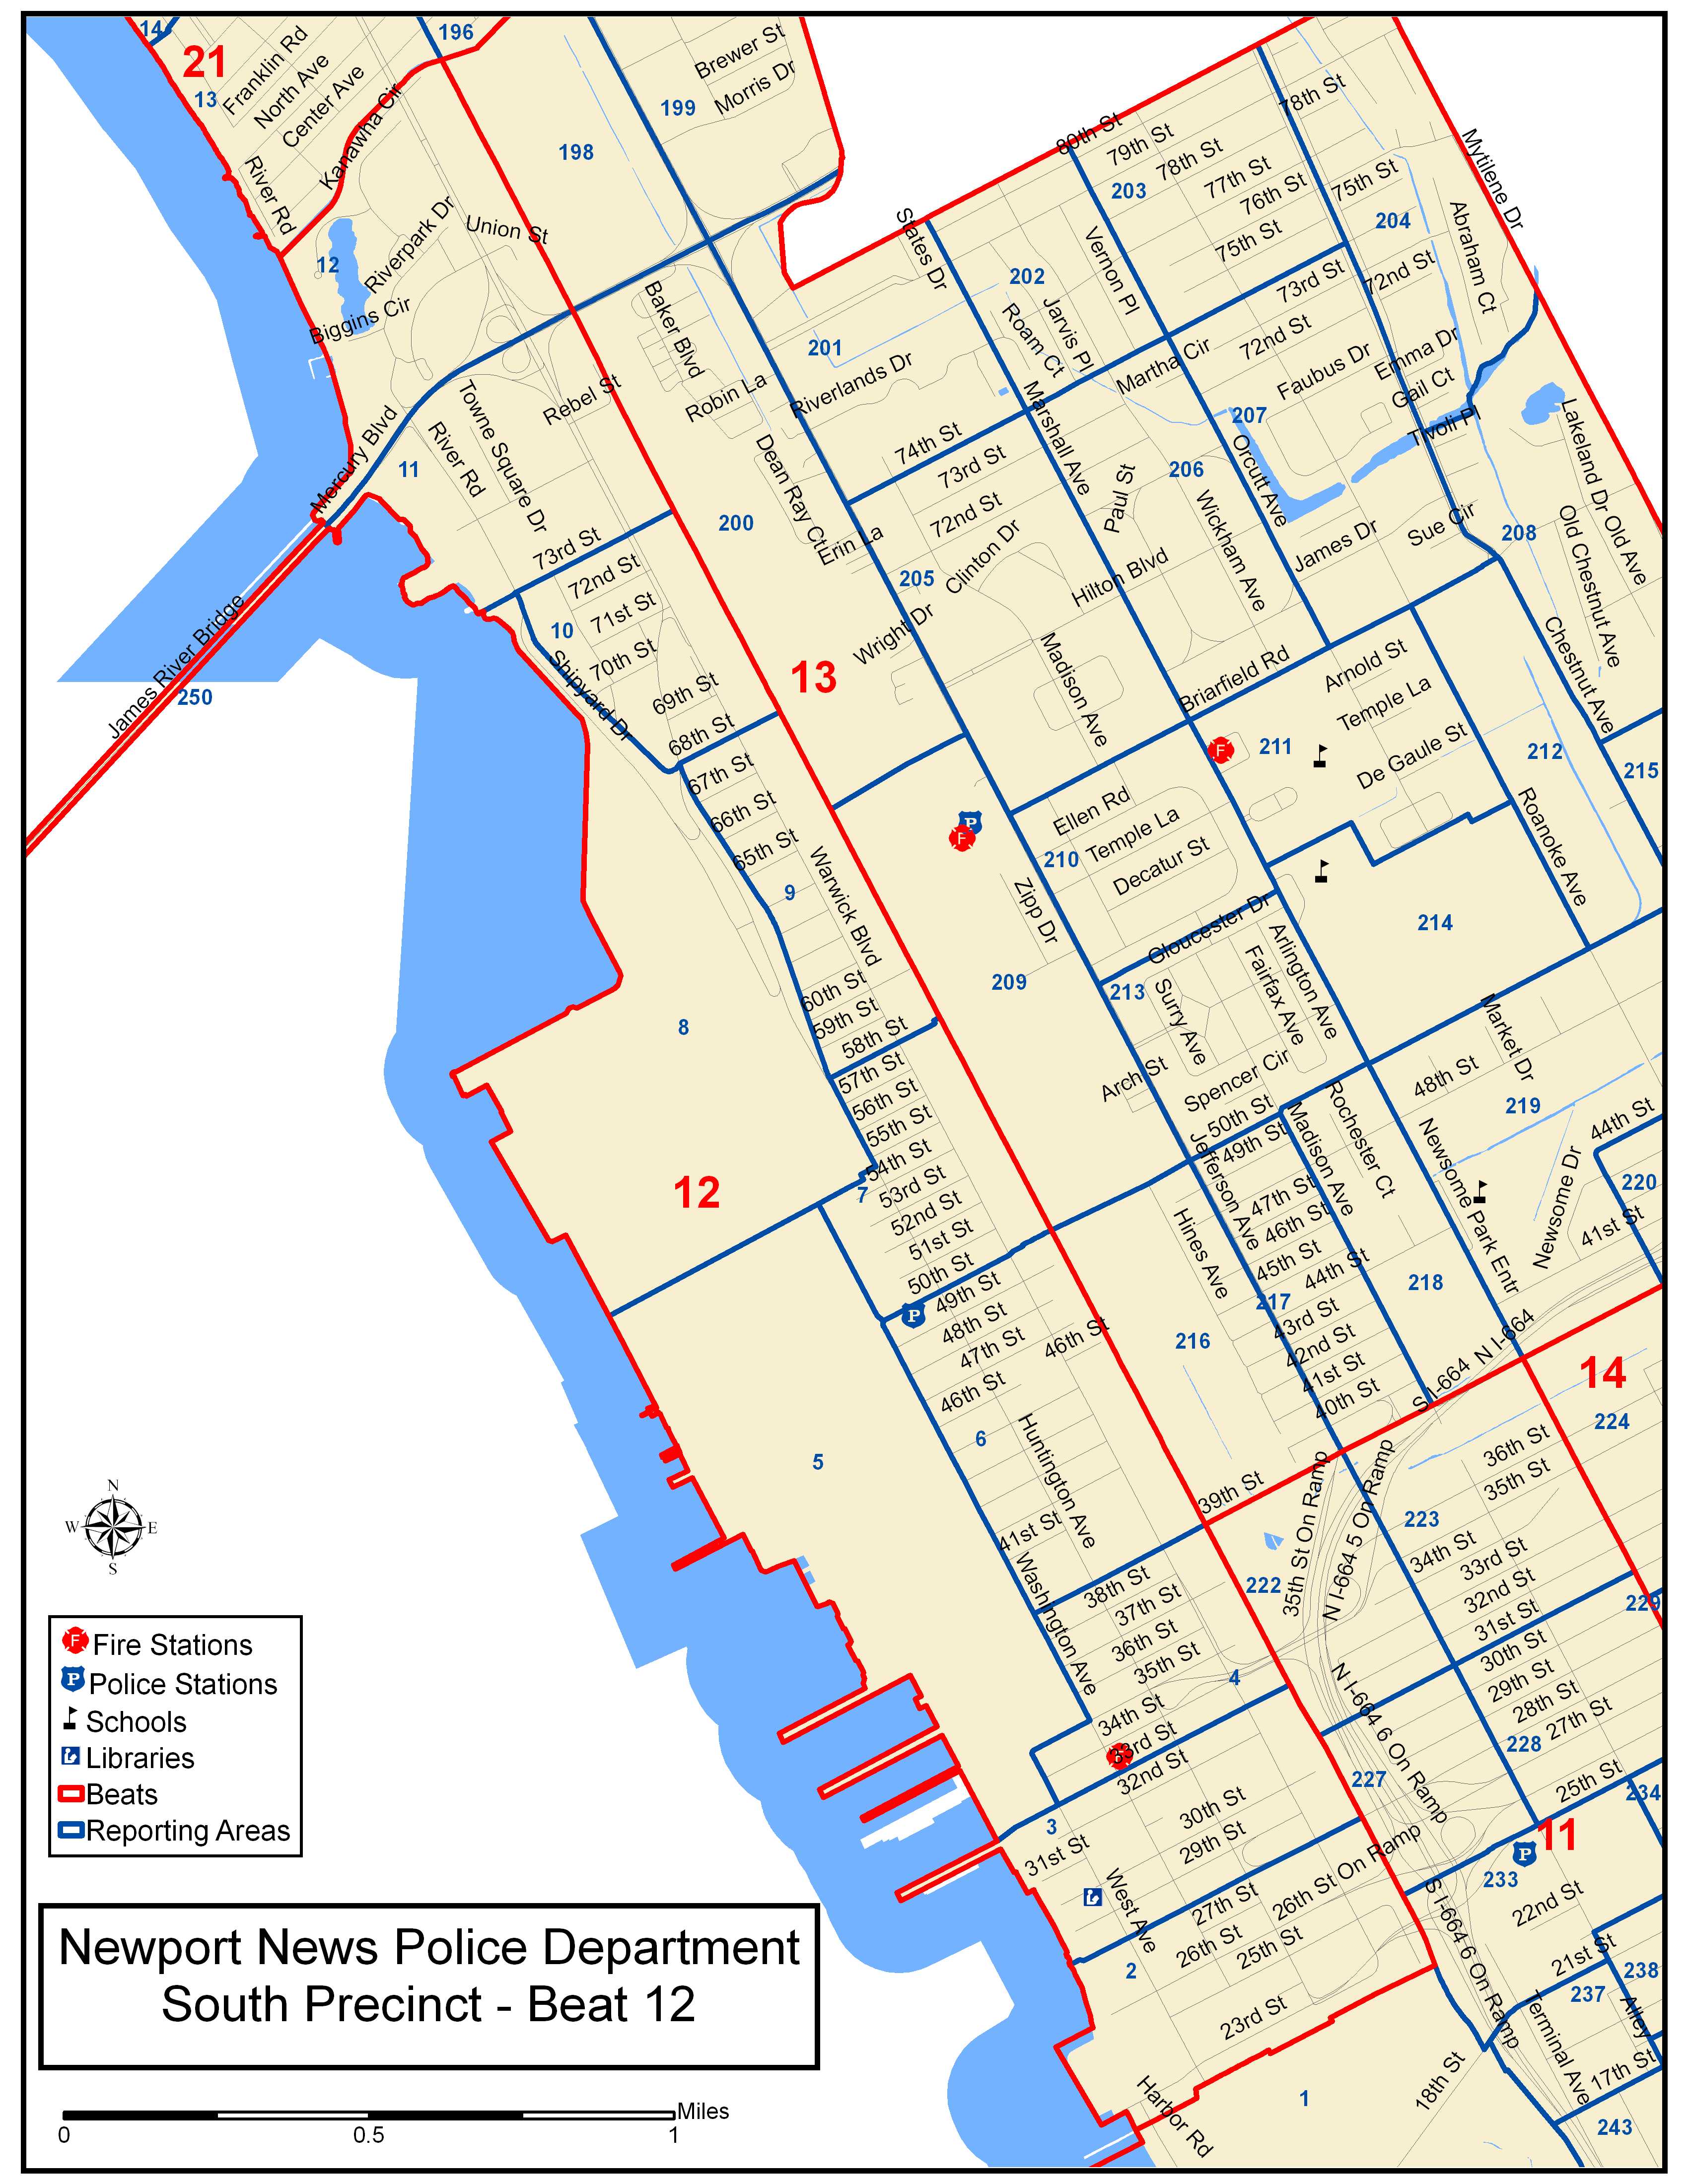 14
196
21
13
Franklin Rd
North Ave
Center Ave
Kanawha Cir
River Rd
198
199
Brewer St
Morris Dr
80th St
79th St
78th St
78th St
77th St
76th St
75th St
75th St
203
204
Mytilene Dr
Abraham Ct
12
Riverpark Dr
Union St
Biggins Cir
States Dr
202
Vernon Pl
Jarvis Pl
Roam Ct
73rd St
72nd St
72nd St
Baker Blvd
201
Riverlands Dr
Robin La
Rebel St
Martha Cir
Faubus Dr
Emma Dr
Gail Ct
Tivoli Pl
207
Orcutt Ave
Mercury Blvd
11
River Rd
Towne Square Dr
74th St
73rd St
72nd St
Marshall Ave
Paul St
206
Wickham Ave
Lakeland Dr
Old Ave
Old Chestnut Ave
200
Dean Ray Ct
Erin La
205
Clinton Dr
Hilton Blvd
James Dr
Sue Cir
208
73rd St
72nd St
71st St
70th St
69th St
68th St
10
Shipyard Dr
James River Bridge
250
13
Wright Dr
Madison Ave
Briarfield Rd
Arnold St
Temple La
De Gaule St
Chestnut Ave
211
212
215
67th St
66th St
65th St
9
Warwick Blvd
F
P
F
Ellen Rd
Temple La
Decatur St
210
Zipp Dr
Roanoke Ave
214
8
60th St
59th St
58th St
209
Gloucester Dr
213
Surry Ave
Fairfax Ave
Arlington Ave
Market Dr
57th St
56th St
55th St
54th St
53rd St
52nd St
51st St
50th St
7
12
Arch St
Spencer Cir
50th St
49th St
Rochester Ct
48th St
219
44th St
220
41st St
Newsome Dr
Newsome Park Entr
Jefferson Ave
Madison Ave
47th St
46th St
45th St
44th St
217
43rd St
42nd St
41st St
40th St
218
Hines Ave
216
P
49th St
48th St
47th St
46th St
46th St
6
5
Huntington Ave
41st St
Washington Ave
39th St
S I-664
N I-664
14
224
36th St
35th St
223
34th St
33rd St
32nd St
31st St
30th St
29th St
28th St
27th St
229
35th St On Ramp
N I-664 5 On Ramp
222
38th St
37th St
36th St
35th St
4
34th St
33rd St
F
32nd St
N I-664 6 On Ramp
228
227
25th St
234
11
P
233
3
31st St
30th St
29th St
West Ave
27th St
26th St On Ramp
26th St
25th St
2
23rd St
22nd St
21st St
238
237
S I-664 6 On Ramp
Terminal Ave
Alley
17th St
18th St
1
243
Harbor Rd
N
W E
S
F Fire Stations
P Police Stations
Schools
Libraries
Beats
Reporting Areas
Newport News Police Department
South Precinct - Beat 12
Miles
0 0.5 1